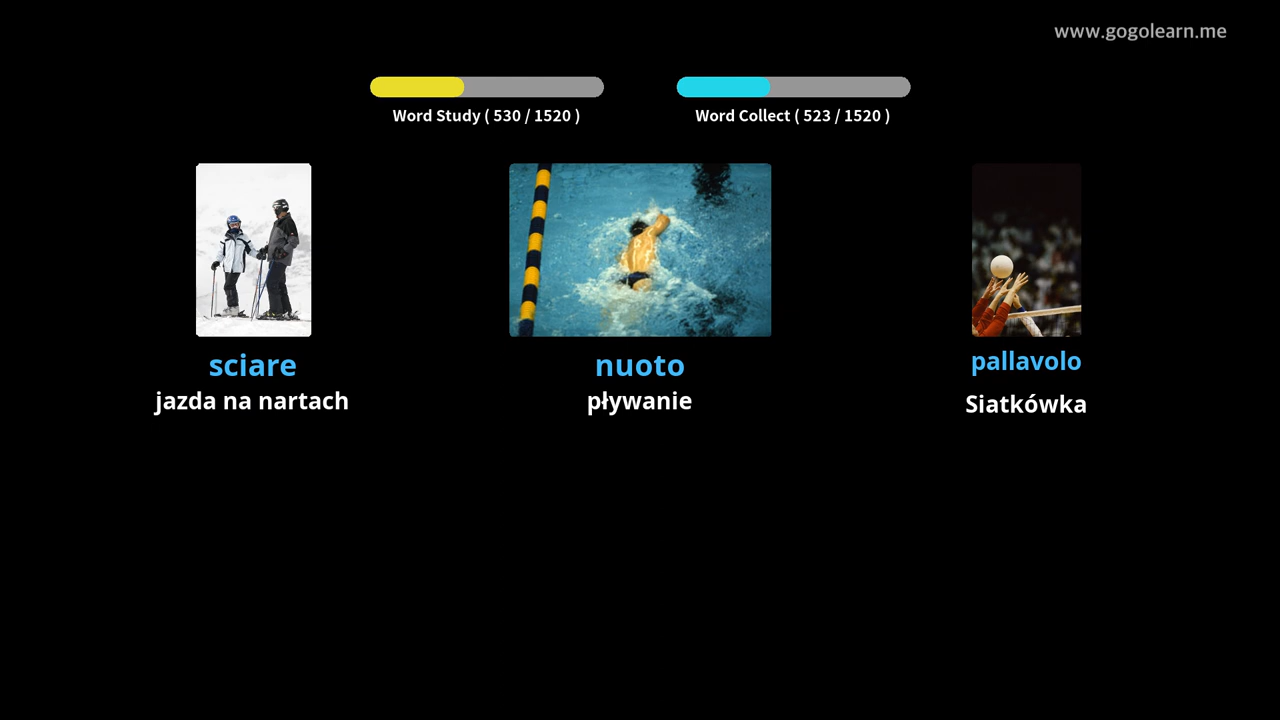 www.gogolearn.me
Word Study ( 530 / 1520 )
Word Collect ( 523 / 1520 )
sciare
jazda na nartach
nuoto
pływanie
pallavolo
Siatkówka